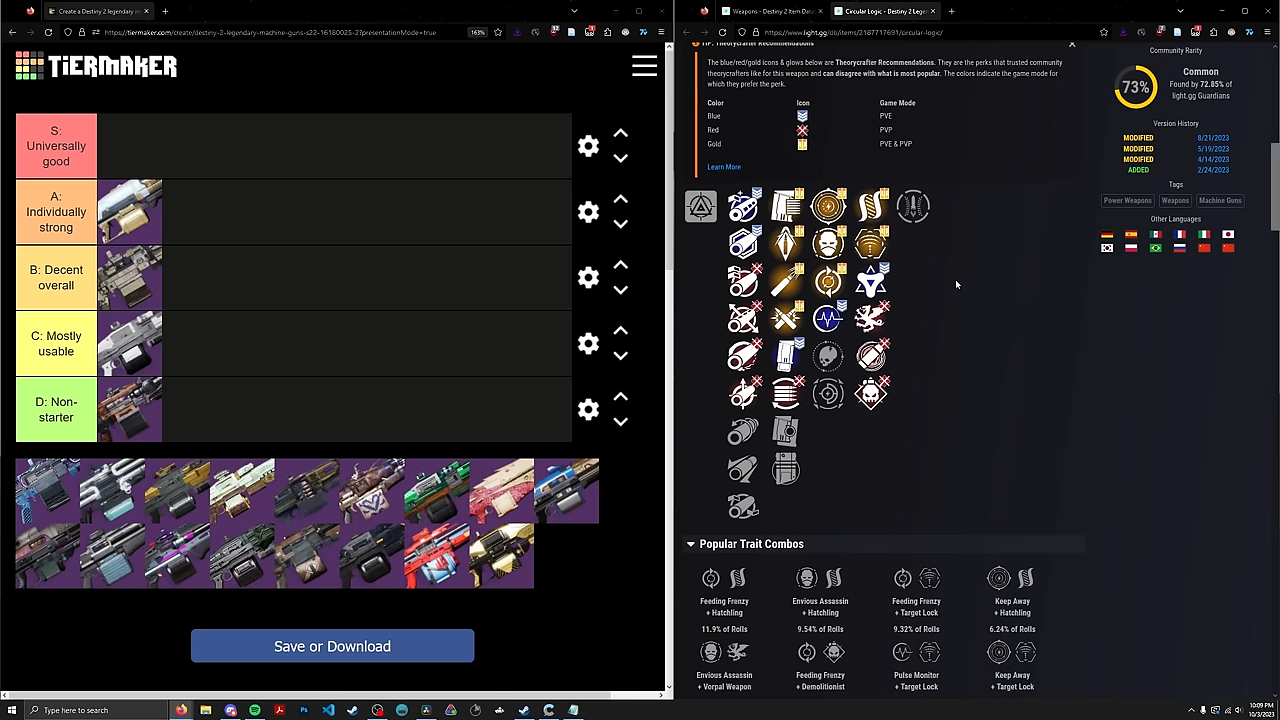 Create a Destiny 2 legendary m
https://tiermaker.com/create/destiny-2-legendary-machine-guns-s22-16180025-2?presentationMode=true
163%
TiERMAKER
S: Universally good
A: Individually strong
B: Decent overall
C: Mostly usable
D: Non-starter
Save or Download
Weapons - Destiny 2 Item Dat
Circular Logic - Destiny 2 Lege
https://www.light.gg/db/items/2187717691/circular-logic/
TIP: Theorycrafter Recommendations
The blue/red/gold icons & glows below are Theorycrafter Recommendations. They are the perks that trusted community
theorycrafters like for this weapon and can disagree with what is most popular. The colors indicate the game mode for
which they prefer the perk.
Color Icon Game Mode
Blue PVE
Red PVP
Gold PVE & PVP
Learn More
Community Rarity
73%
Common
Found by 72.85% of
light.gg Guardians
Version History
MODIFIED 8/21/2023
MODIFIED 5/19/2023
MODIFIED 4/14/2023
ADDED 2/24/2023
Tags
Power Weapons Weapons Machine Guns
Other Languages
Popular Trait Combos
Feeding Frenzy + Hatchling
11.9% of Rolls
Envious Assassin + Hatchling
9.54% of Rolls
Feeding Frenzy + Target Lock
9.32% of Rolls
Keep Away + Hatchling
6.24% of Rolls
Envious Assassin + Vorpal Weapon
Feeding Frenzy + Demolitionist
Pulse Monitor + Target Lock
Keep Away + Target Lock
Type here to search
10:09 PM
10/3/2023